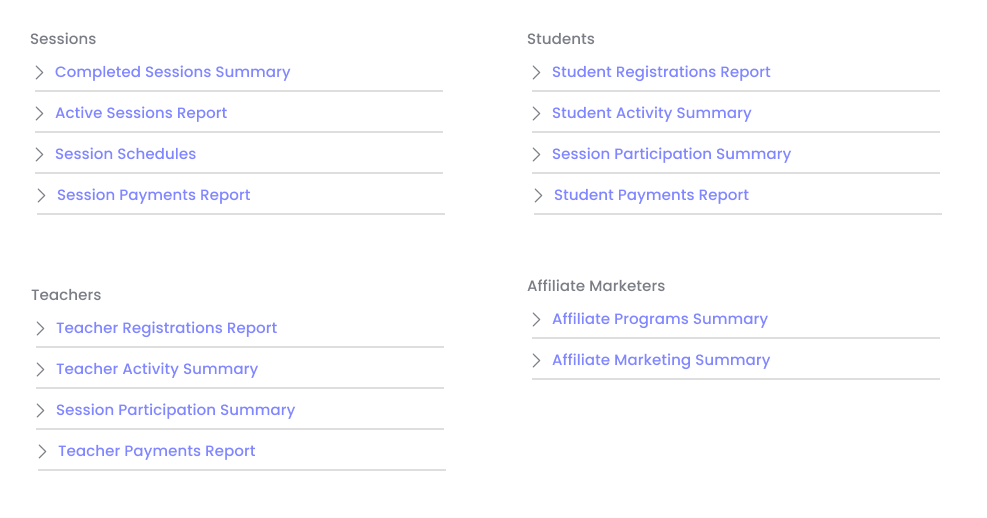 Sessions
Completed Sessions Summary
Active Sessions Report
Session Schedules
Session Payments Report
Students
Student Registrations Report
Student Activity Summary
Session Participation Summary
Student Payments Report
Teachers
Teacher Registrations Report
Teacher Activity Summary
Session Participation Summary
Teacher Payments Report
Affiliate Marketers
Affiliate Programs Summary
Affiliate Marketing Summary